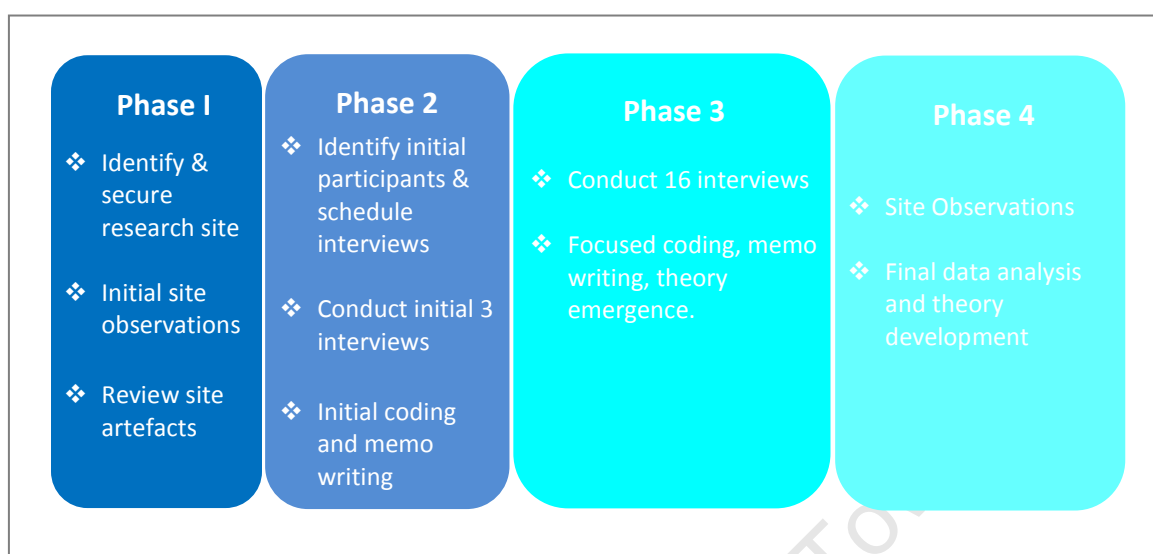 Phase I
❖ Identify &
secure
research site
❖ Initial site
observations
❖ Review site
artefacts
Phase 2
❖ Identify initial
participants &
schedule
interviews
❖ Conduct initial 3
interviews
❖ Initial coding
and memo
writing
Phase 3
❖ Conduct 16 interviews
❖ Focused coding, memo
writing, theory
emergence.
Phase 4
❖ Site Observations
❖ Final data analysis
and theory
development